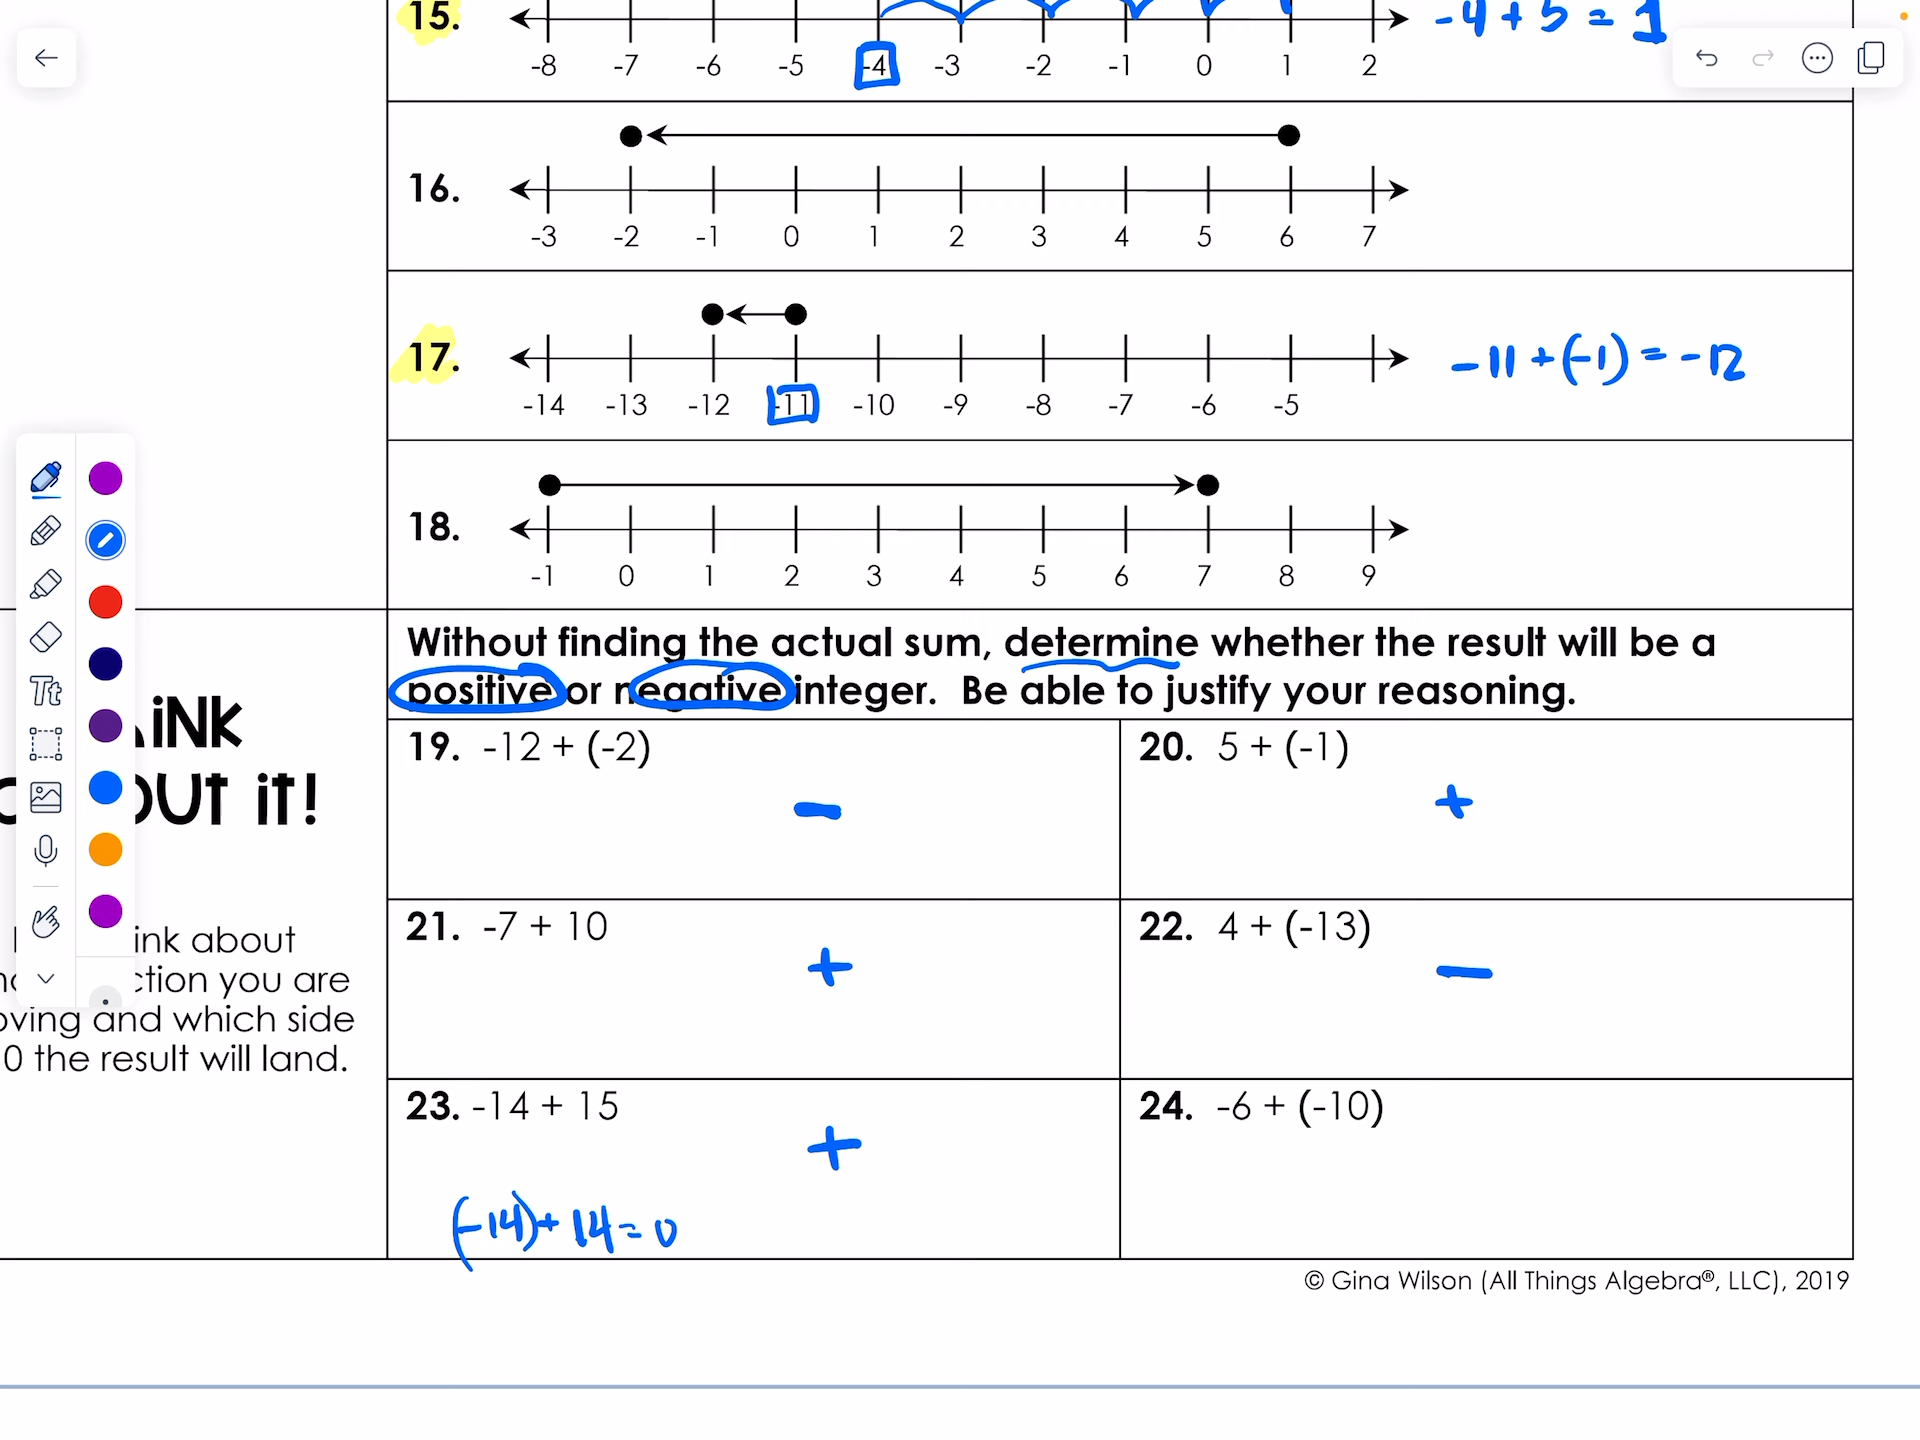 15.
-4 + 5 = 1
-8 -7 -6 -5 -4 -3 -2 -1 0 1 2
16.
-3 -2 -1 0 1 2 3 4 5 6 7
17.
-11 + (-1) = -12
-14 -13 -12 -11 -10 -9 -8 -7 -6 -5
18.
-1 0 1 2 3 4 5 6 7 8 9
Without finding the actual sum, determine whether the result will be a
positive or negative integer. Be able to justify your reasoning.
iNk
OUt it!
ink about
ction you are
oving and which side
0 the result will land.
Tt
19. -12 + (-2)
−
20. 5 + (-1)
+
21. -7 + 10
+
22. 4 + (-13)
−
23. -14 + 15
+
(-14) + 14 = 0
24. -6 + (-10)
© Gina Wilson (All Things Algebra®, LLC), 2019